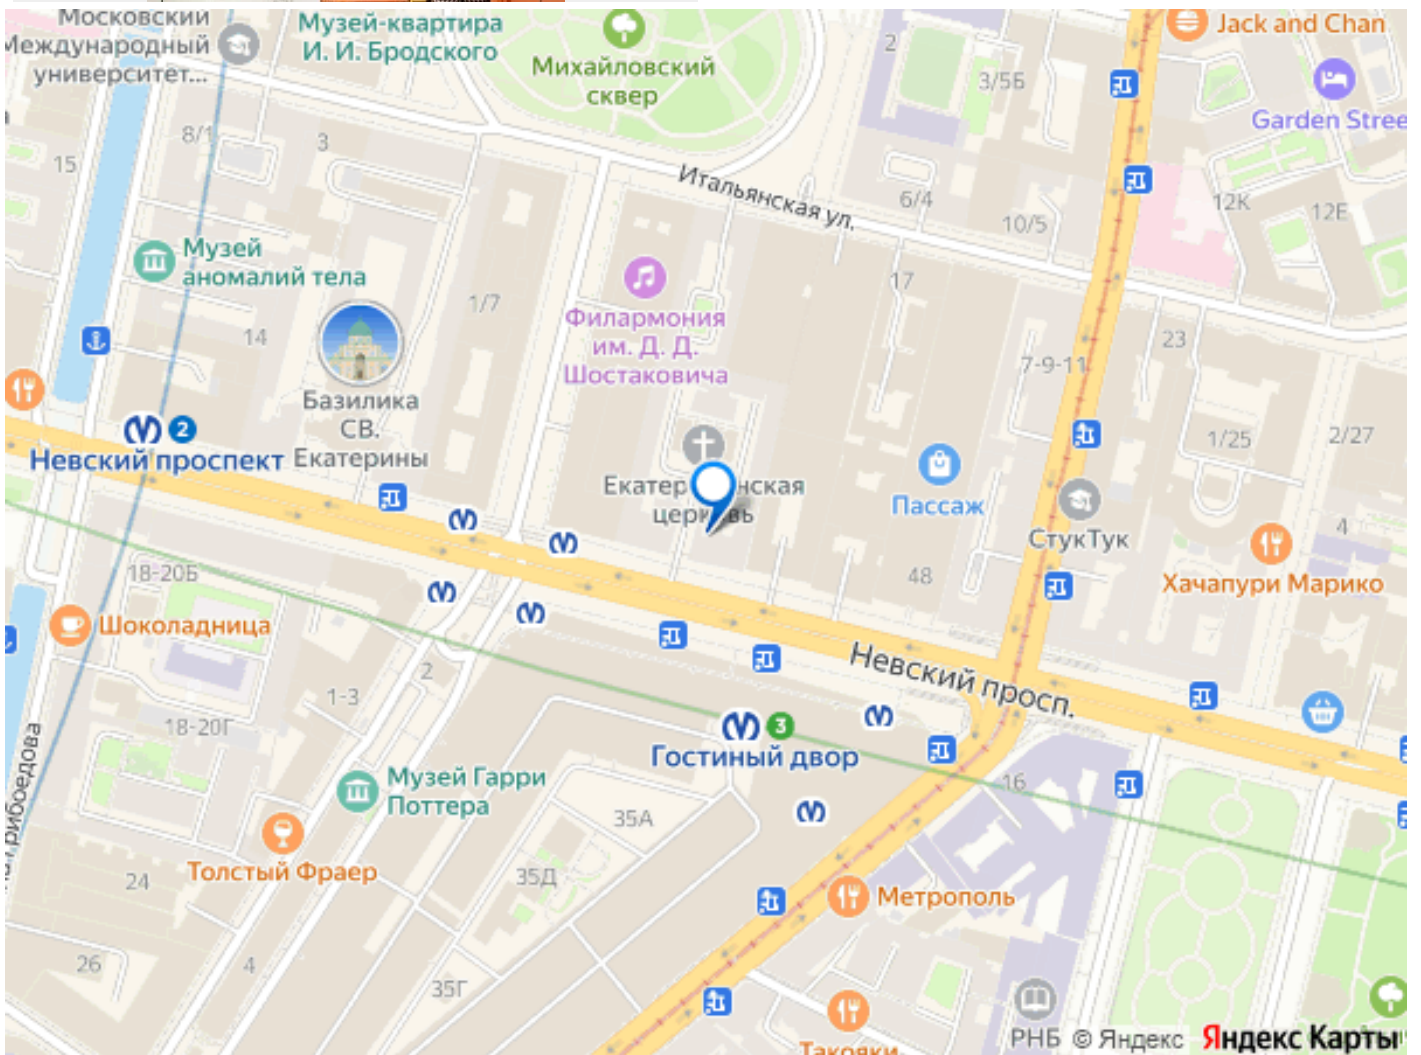 Московский
Международный
университет...
Музей-квартира
И. И. Бродского
Михайловский
сквер
2
3/5Б
Jack and Chan
Garden Stree
15
8/1
3
Итальянская ул.
6/4
10/5
12К
12Е
Музей
аномалий тела
1/7
14
17
Филармония
им. Д. Д.
Шостаковича
7-9-11
23
Базилика
СВ.
Екатерины
2
Невский проспект
1/25
2/27
Пассаж
церковь
СтукТук
4
Хачапури Марико
18-20Б
48
Шоколадница
Невский просп.
2
1-3
18-20Г
3
Гостиный двор
16
Музей Гарри
Поттера
35А
Толстый Фраер
24
35Д
Метрополь
26
4
35Г
РНБ
© Яндекс
Яндекс Карты